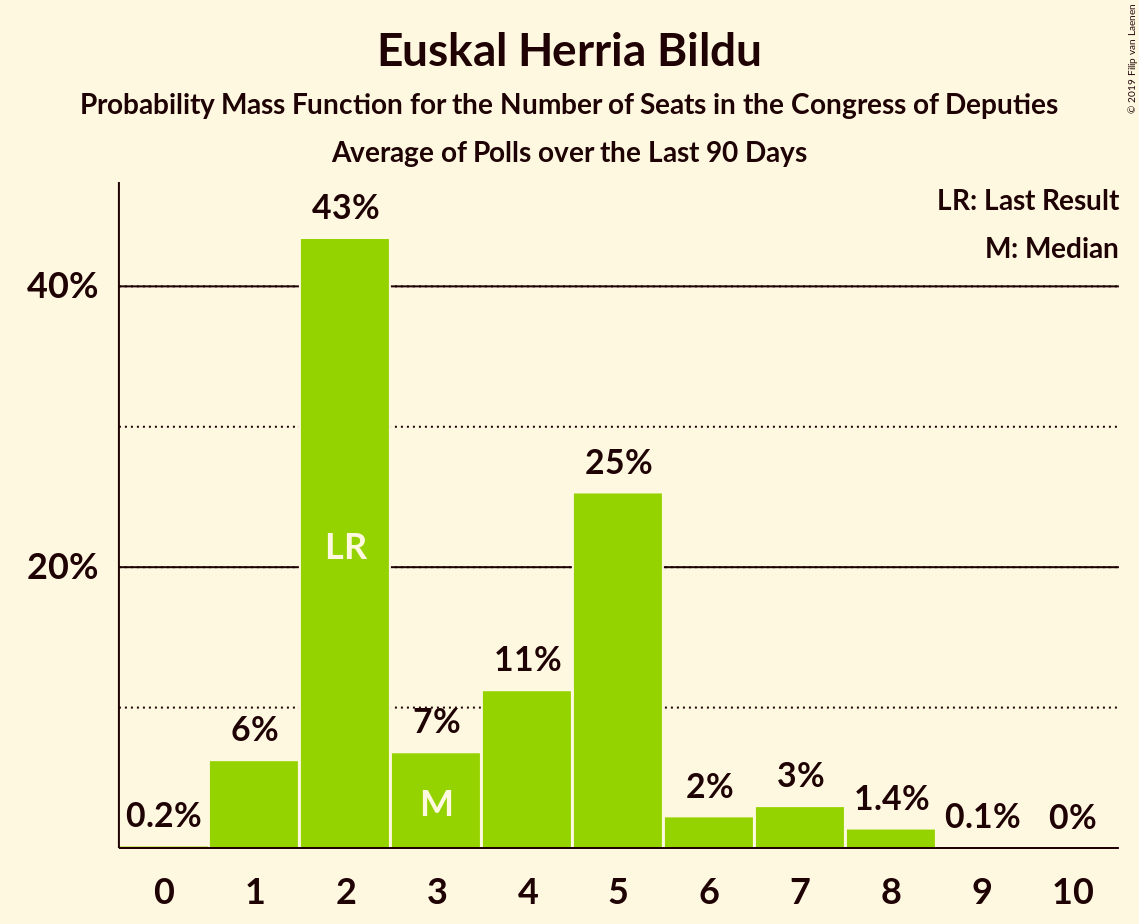 Euskal Herria Bildu
Probability Mass Function for the Number of Seats in the Congress of Deputies
Average of Polls over the Last 90 Days
© 2019 Filip van Laenen
LR: Last Result
M: Median
40%
20%
0.2%
6%
43%
LR
7%
M
11%
25%
2%
3%
1.4%
0.1%
0%
0 1 2 3 4 5 6 7 8 9 10